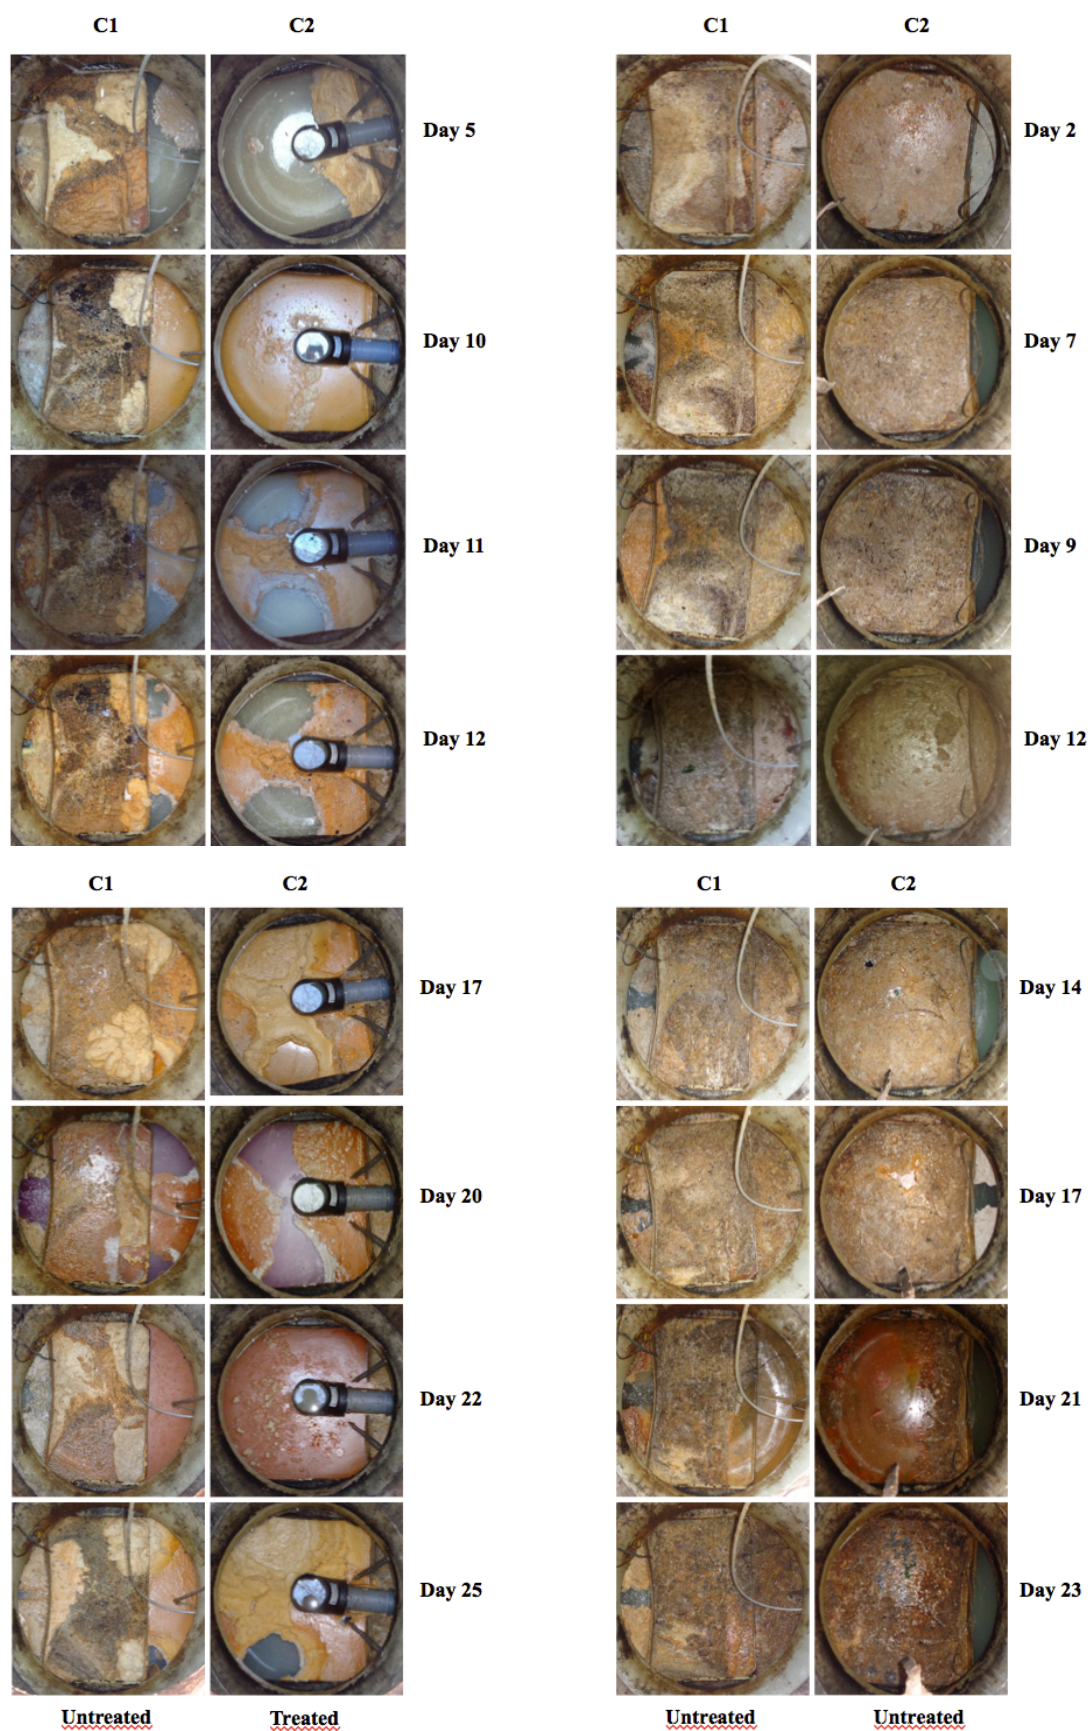 C1 C2 C1 C2
Day 5 Day 2
Day 10 Day 7
Day 11 Day 9
Day 12 Day 12
C1 C2 C1 C2
Day 17 Day 14
Day 20 Day 17
Day 22 Day 21
Day 25 Day 23
Untreated Treated Untreated Untreated